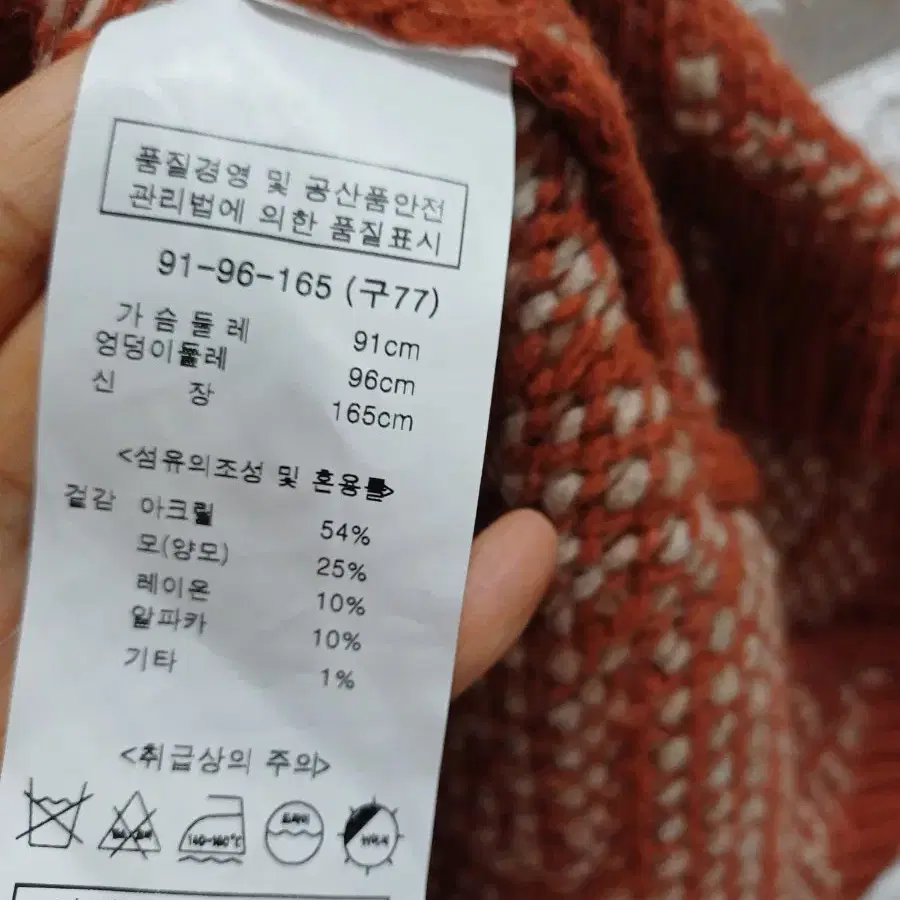 품질경영 및 공산품안전
관리법에 의한 품질표시
91-96-165 (구77)
가 슴 둘 레 91cm
엉덩이둘레 96cm
신 장 165cm
<섬유의조성 및 혼용률>
겉감 아크릴 54%
모(양모) 25%
레이온 10%
알파카 10%
기타 1%
<취급상의 주의>
드라이